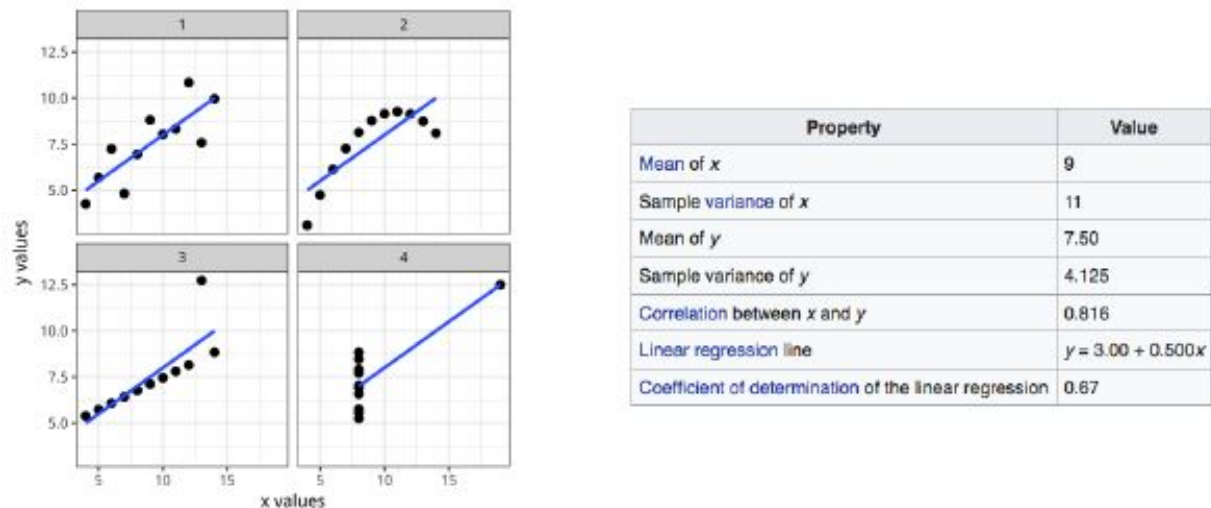 1
2
12.5
10.0
7.5
5.0
y values
3
4
12.5
10.0
7.5
5.0
5
10
15
5
10
15
x values
Property Value
Mean of x 9
Sample variance of x 11
Mean of y 7.50
Sample variance of y 4.125
Correlation between x and y 0.816
Linear regression line y = 3.00 + 0.500x
Coefficient of determination of the linear regression 0.67